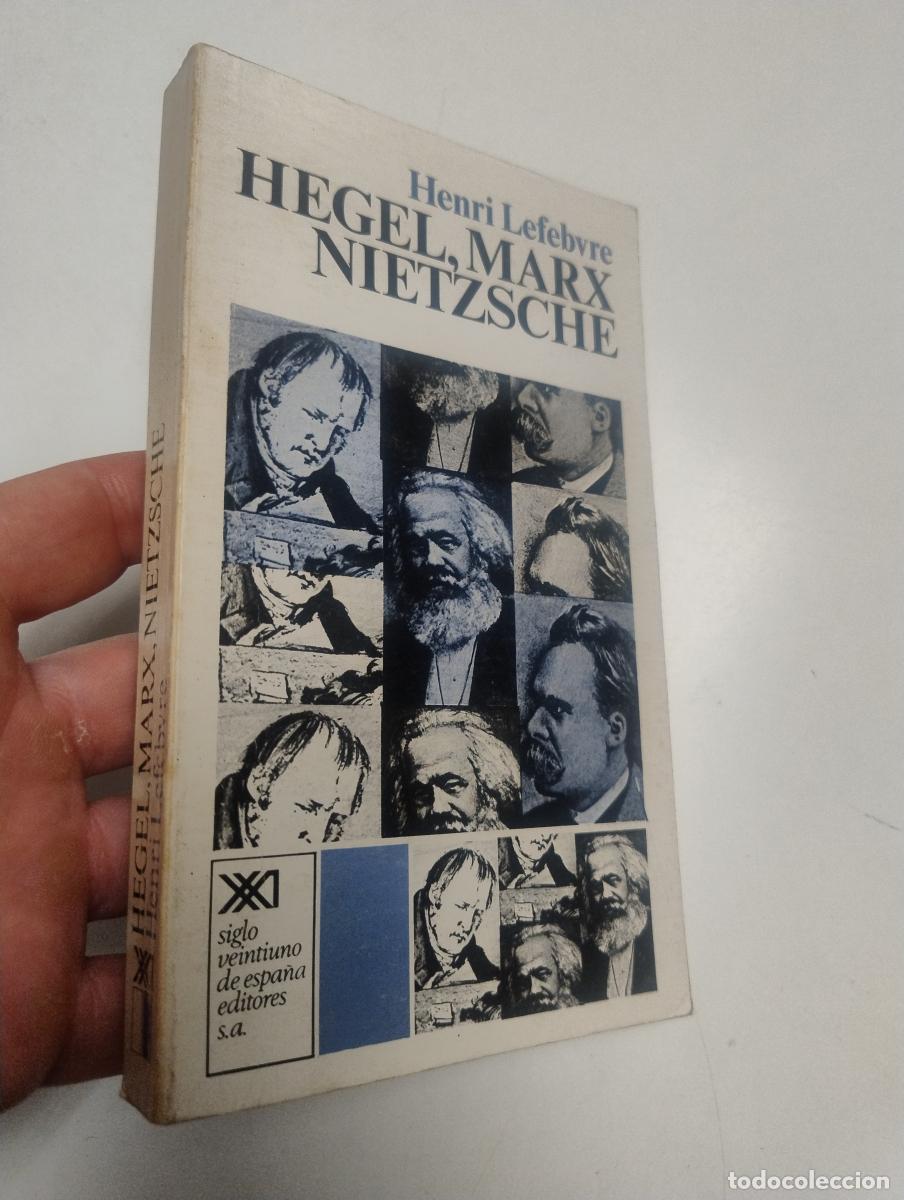 Henri Lefebvre
HEGEL, MARX
NIETZSCHE
HEGEL, MARX, NIETZSCHE
Henri Lefebvre
siglo
veintiuno
de españa
editores
s.a.
todocoleccion